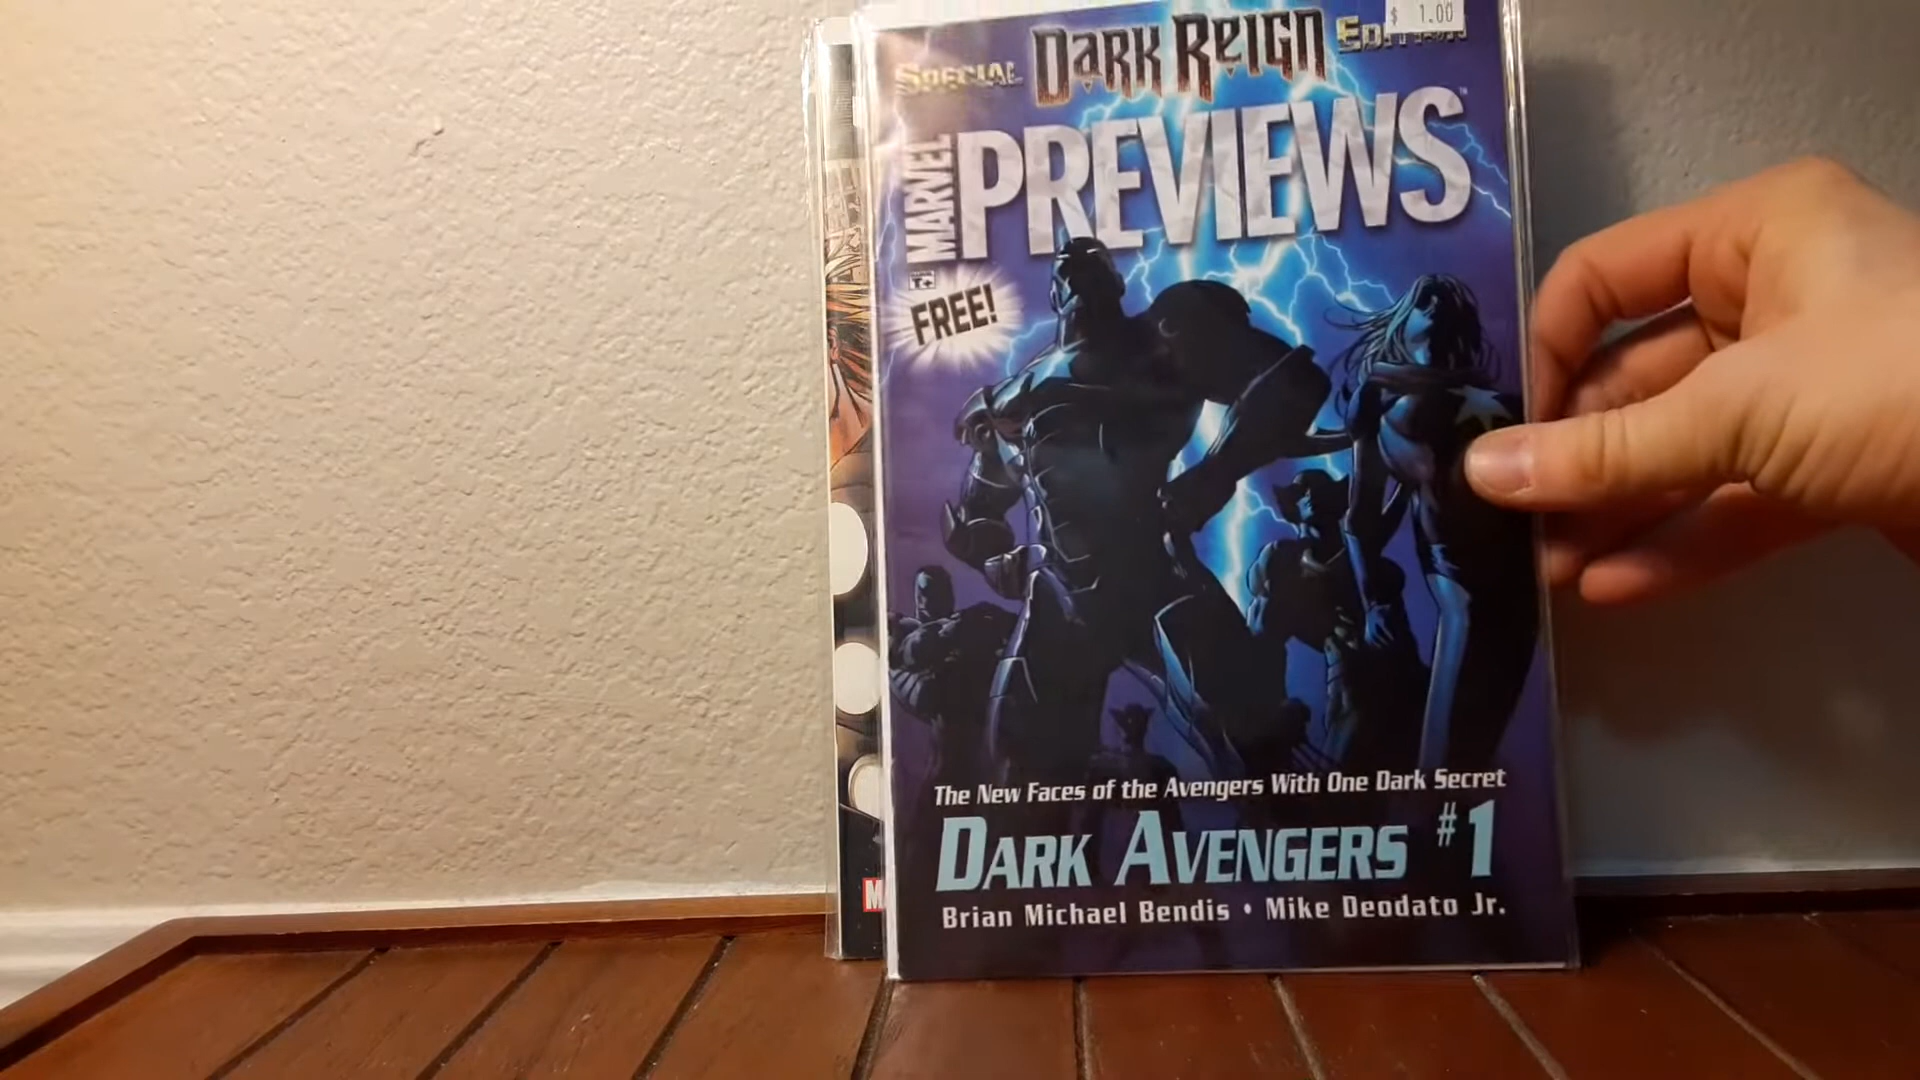 $ 1.00
SPECIAL DARK REIGN EDITION
MARVEL PREVIEWS™
T+
FREE!
The New Faces of the Avengers With One Dark Secret
DARK AVENGERS #1
Brian Michael Bendis • Mike Deodato Jr.
M